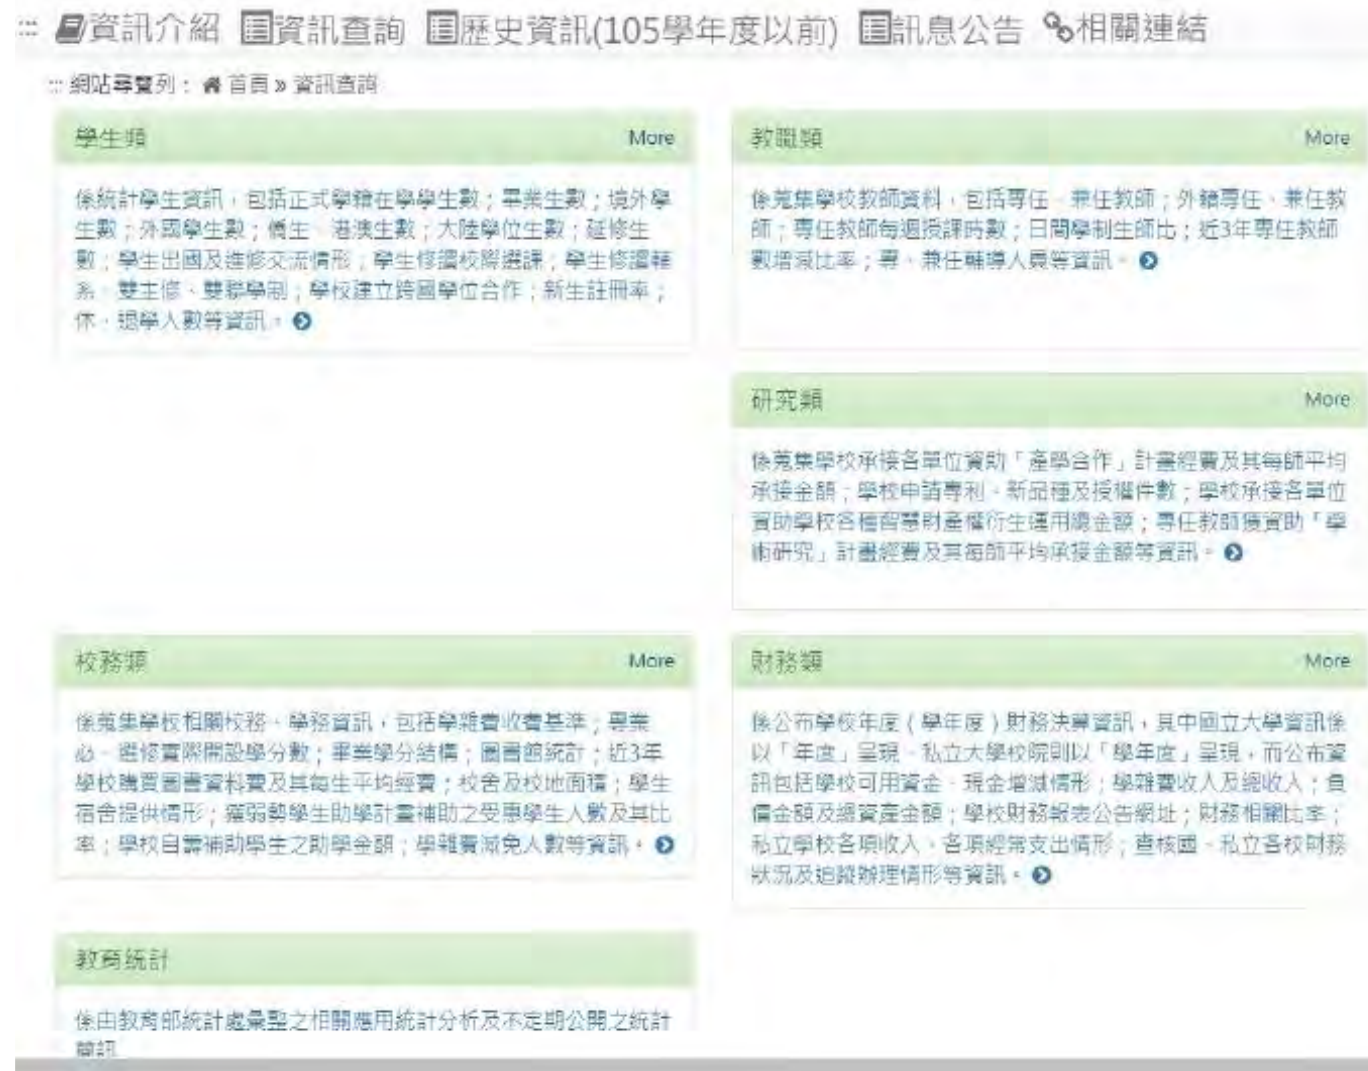 ::: 資訊介紹 資訊查詢 歷史資訊(105學年度以前) 訊息公告 相關連結
::: 網站導覽列： 首頁 » 資訊查詢
學生類 More
係統計學生資訊，包括正式學籍在學學生數；畢業生數；境外學
生數；外國學生數；僑生、港澳生數；大陸學位生數；延修生
數；學生出國及進修交流情形；學生修讀校際選課；學生修讀輔
系、雙主修、雙聯學制；學校建立跨國學位合作；新生註冊率；
休、退學人數等資訊。
教職類 More
係蒐集學校教師資料，包括專任、兼任教師；外籍專任、兼任教
師；專任教師每週授課時數；日間學制生師比；近3年專任教師
數增減比率；專、兼任輔導人員等資訊。
研究類 More
係蒐集學校承接各單位資助「產學合作」計畫經費及其每師平均
承接金額；學校申請專利、新品種及授權件數；學校承接各單位
資助學校各種智慧財產權衍生運用總金額；專任教師獲資助「學
術研究」計畫經費及其每師平均承接金額等資訊。
校務類 More
係蒐集學校相關校務、學務資訊，包括學雜費收費基準；專業
必、選修實際開設學分數；畢業學分結構；圖書館統計；近3年
學校購買圖書資料費及其每生平均經費；校舍及校地面積；學生
宿舍提供情形；獲弱勢學生助學計畫補助之受惠學生人數及其比
率；學校自籌補助學生之助學金額；學雜費減免人數等資訊。
財務類 More
係公布學校年度（學年度）財務決算資訊，其中國立大學資訊係
以「年度」呈現、私立大學校院則以「學年度」呈現，而公布資
訊包括學校可用資金、現金增減情形；學雜費收入及總收入；負
債金額及總資產金額；學校財務報表公告網址；財務相關比率；
私立學校各項收入、各項經常支出情形；查核國、私立各校財務
狀況及追蹤辦理情形等資訊。
教育統計
係由教育部統計處彙整之相關應用統計分析及不定期公開之統計
簡訊